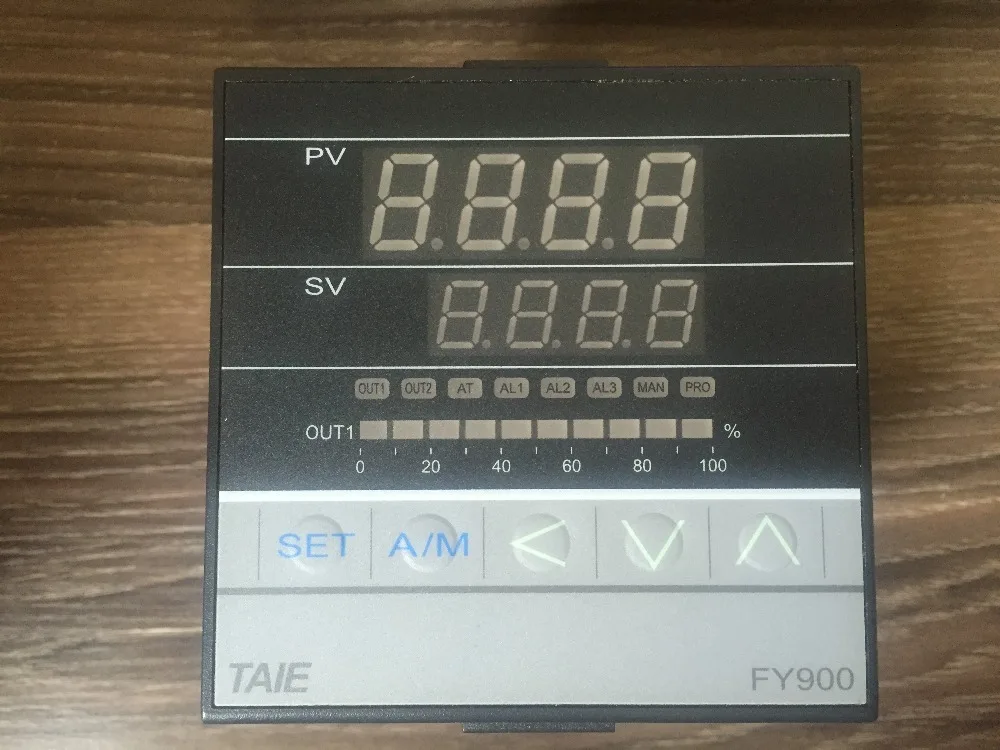 PV
SV
OUT1 OUT2 AT AL1 AL2 AL3 MAN PRO
OUT1 %
0 20 40 60 80 100
SET A/M < ∨ ∧
TAIE FY900